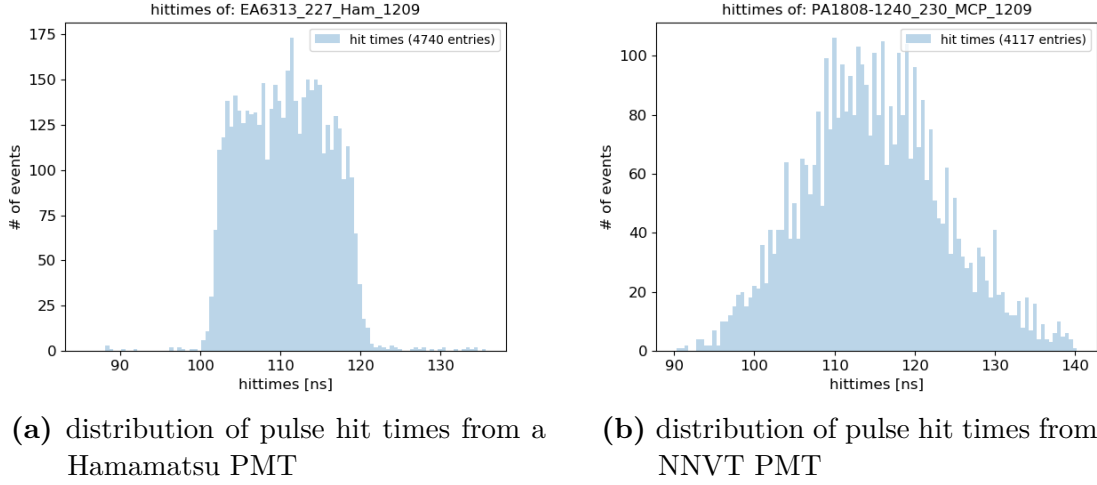 hittimes of: EA6313_227_Ham_1209
hit times (4740 entries)
# of events
175
150
125
100
75
50
25
0
90 100 110 120 130
hittimes [ns]
(a) distribution of pulse hit times from a
Hamamatsu PMT
hittimes of: PA1808-1240_230_MCP_1209
hit times (4117 entries)
# of events
100
80
60
40
20
0
90 100 110 120 130 140
hittimes [ns]
(b) distribution of pulse hit times from
NNVT PMT